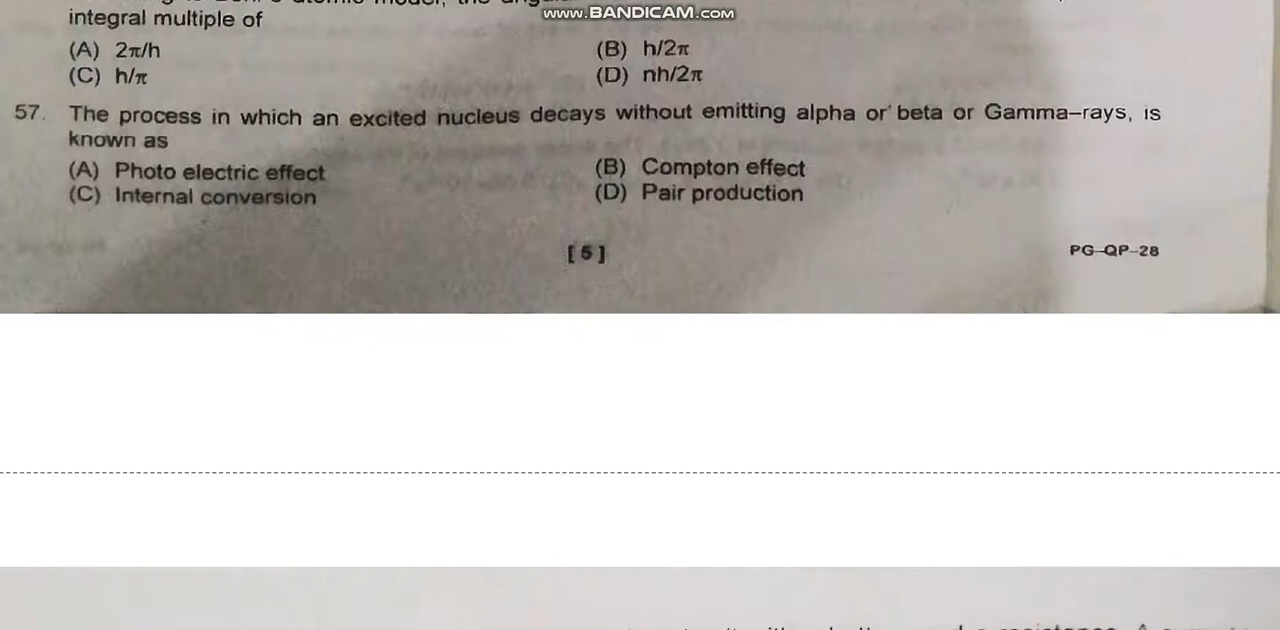 www.BANDICAM.com
integral multiple of
(A) 2π/h (B) h/2π
(C) h/π (D) nh/2π
57. The process in which an excited nucleus decays without emitting alpha or beta or Gamma–rays, is
known as
(A) Photo electric effect (B) Compton effect
(C) Internal conversion (D) Pair production
[ 5 ] PG–QP–28